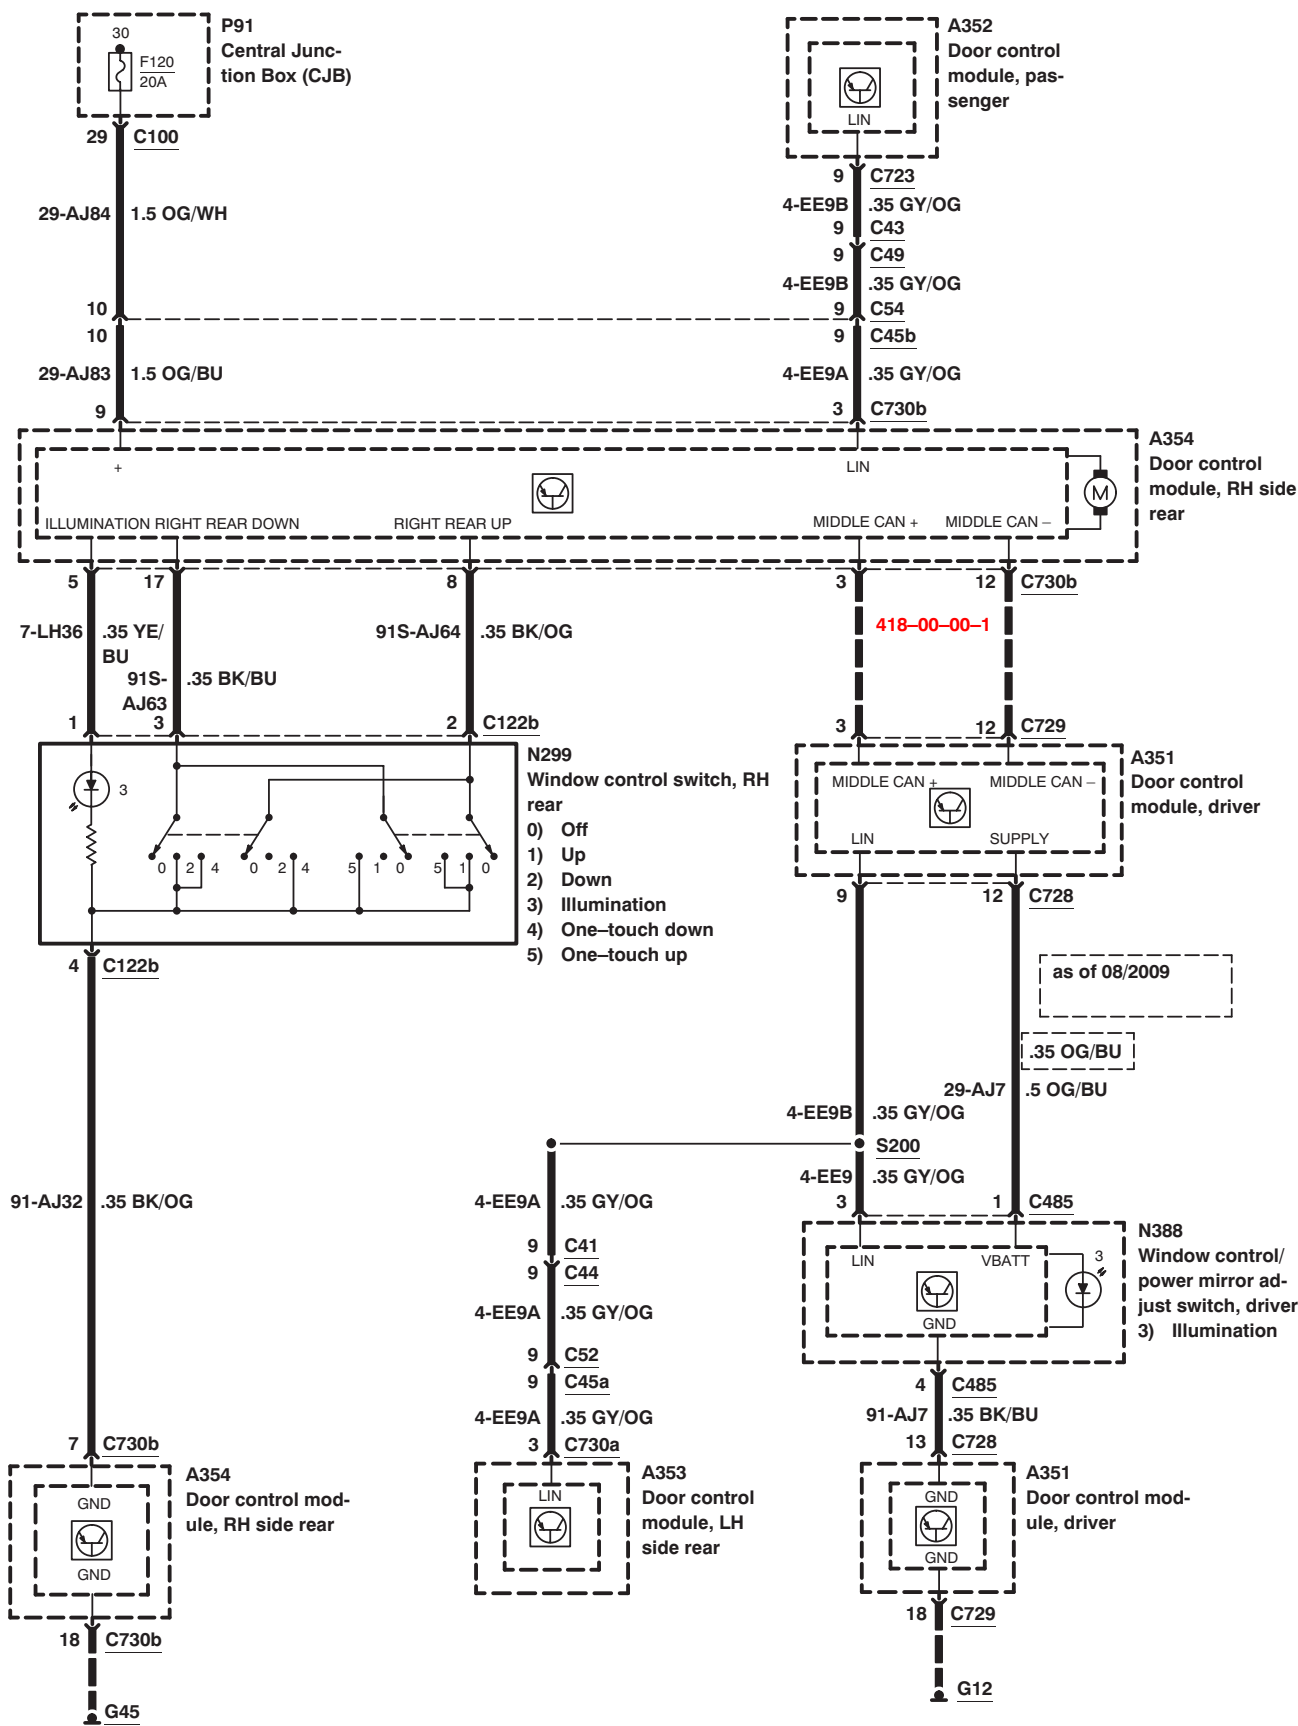 30
F120
20A
P91
Central Junc-
tion Box (CJB)
A352
Door control
module, pas-
senger
LIN
29 C100
9 C723
4-EE9B .35 GY/OG
9 C43
9 C49
4-EE9B .35 GY/OG
9 C54
9 C45b
4-EE9A .35 GY/OG
3 C730b
29-AJ84 1.5 OG/WH
10
10
29-AJ83 1.5 OG/BU
9
+
LIN
ILLUMINATION RIGHT REAR DOWN RIGHT REAR UP MIDDLE CAN + MIDDLE CAN –
M
A354
Door control
module, RH side
rear
5 17 8 3 12 C730b
7-LH36 .35 YE/
BU
91S-
AJ63
.35 BK/BU
91S-AJ64 .35 BK/OG
418–00–00–1
1 3 2 C122b
3 12 C729
3
0 2 4 0 2 4 5 1 0 5 1 0
N299
Window control switch, RH
rear
0) Off
1) Up
2) Down
3) Illumination
4) One–touch down
5) One–touch up
MIDDLE CAN + MIDDLE CAN –
LIN SUPPLY
A351
Door control
module, driver
9 12 C728
4 C122b
as of 08/2009
.35 OG/BU
29-AJ7 .5 OG/BU
4-EE9B .35 GY/OG
S200
4-EE9 .35 GY/OG
3 1 C485
91-AJ32 .35 BK/OG
4-EE9A .35 GY/OG
9 C41
9 C44
4-EE9A .35 GY/OG
9 C52
9 C45a
4-EE9A .35 GY/OG
3 C730a
LIN VBATT
GND
3
N388
Window control/
power mirror ad-
just switch, driver
3) Illumination
4 C485
91-AJ7 .35 BK/BU
13 C728
7 C730b
GND
GND
A354
Door control mod-
ule, RH side rear
LIN
A353
Door control
module, LH
side rear
GND
GND
A351
Door control mod-
ule, driver
18 C730b
G45
18 C729
G12